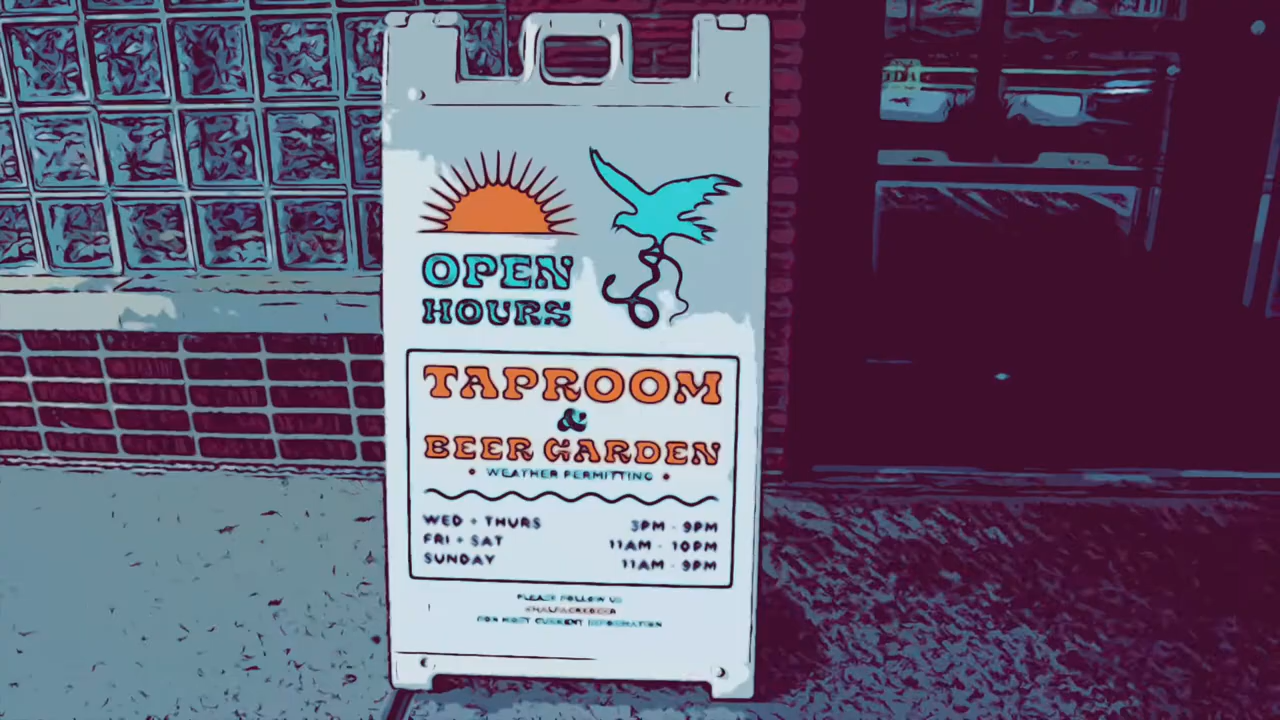 OPEN
HOURS
TAPROOM
&
BEER GARDEN
• WEATHER PERMITTING •
WED + THURS 3PM - 9PM
FRI + SAT 11AM - 10PM
SUNDAY 11AM - 9PM
PLEASE FOLLOW US
FOR MOST CURRENT INFORMATION